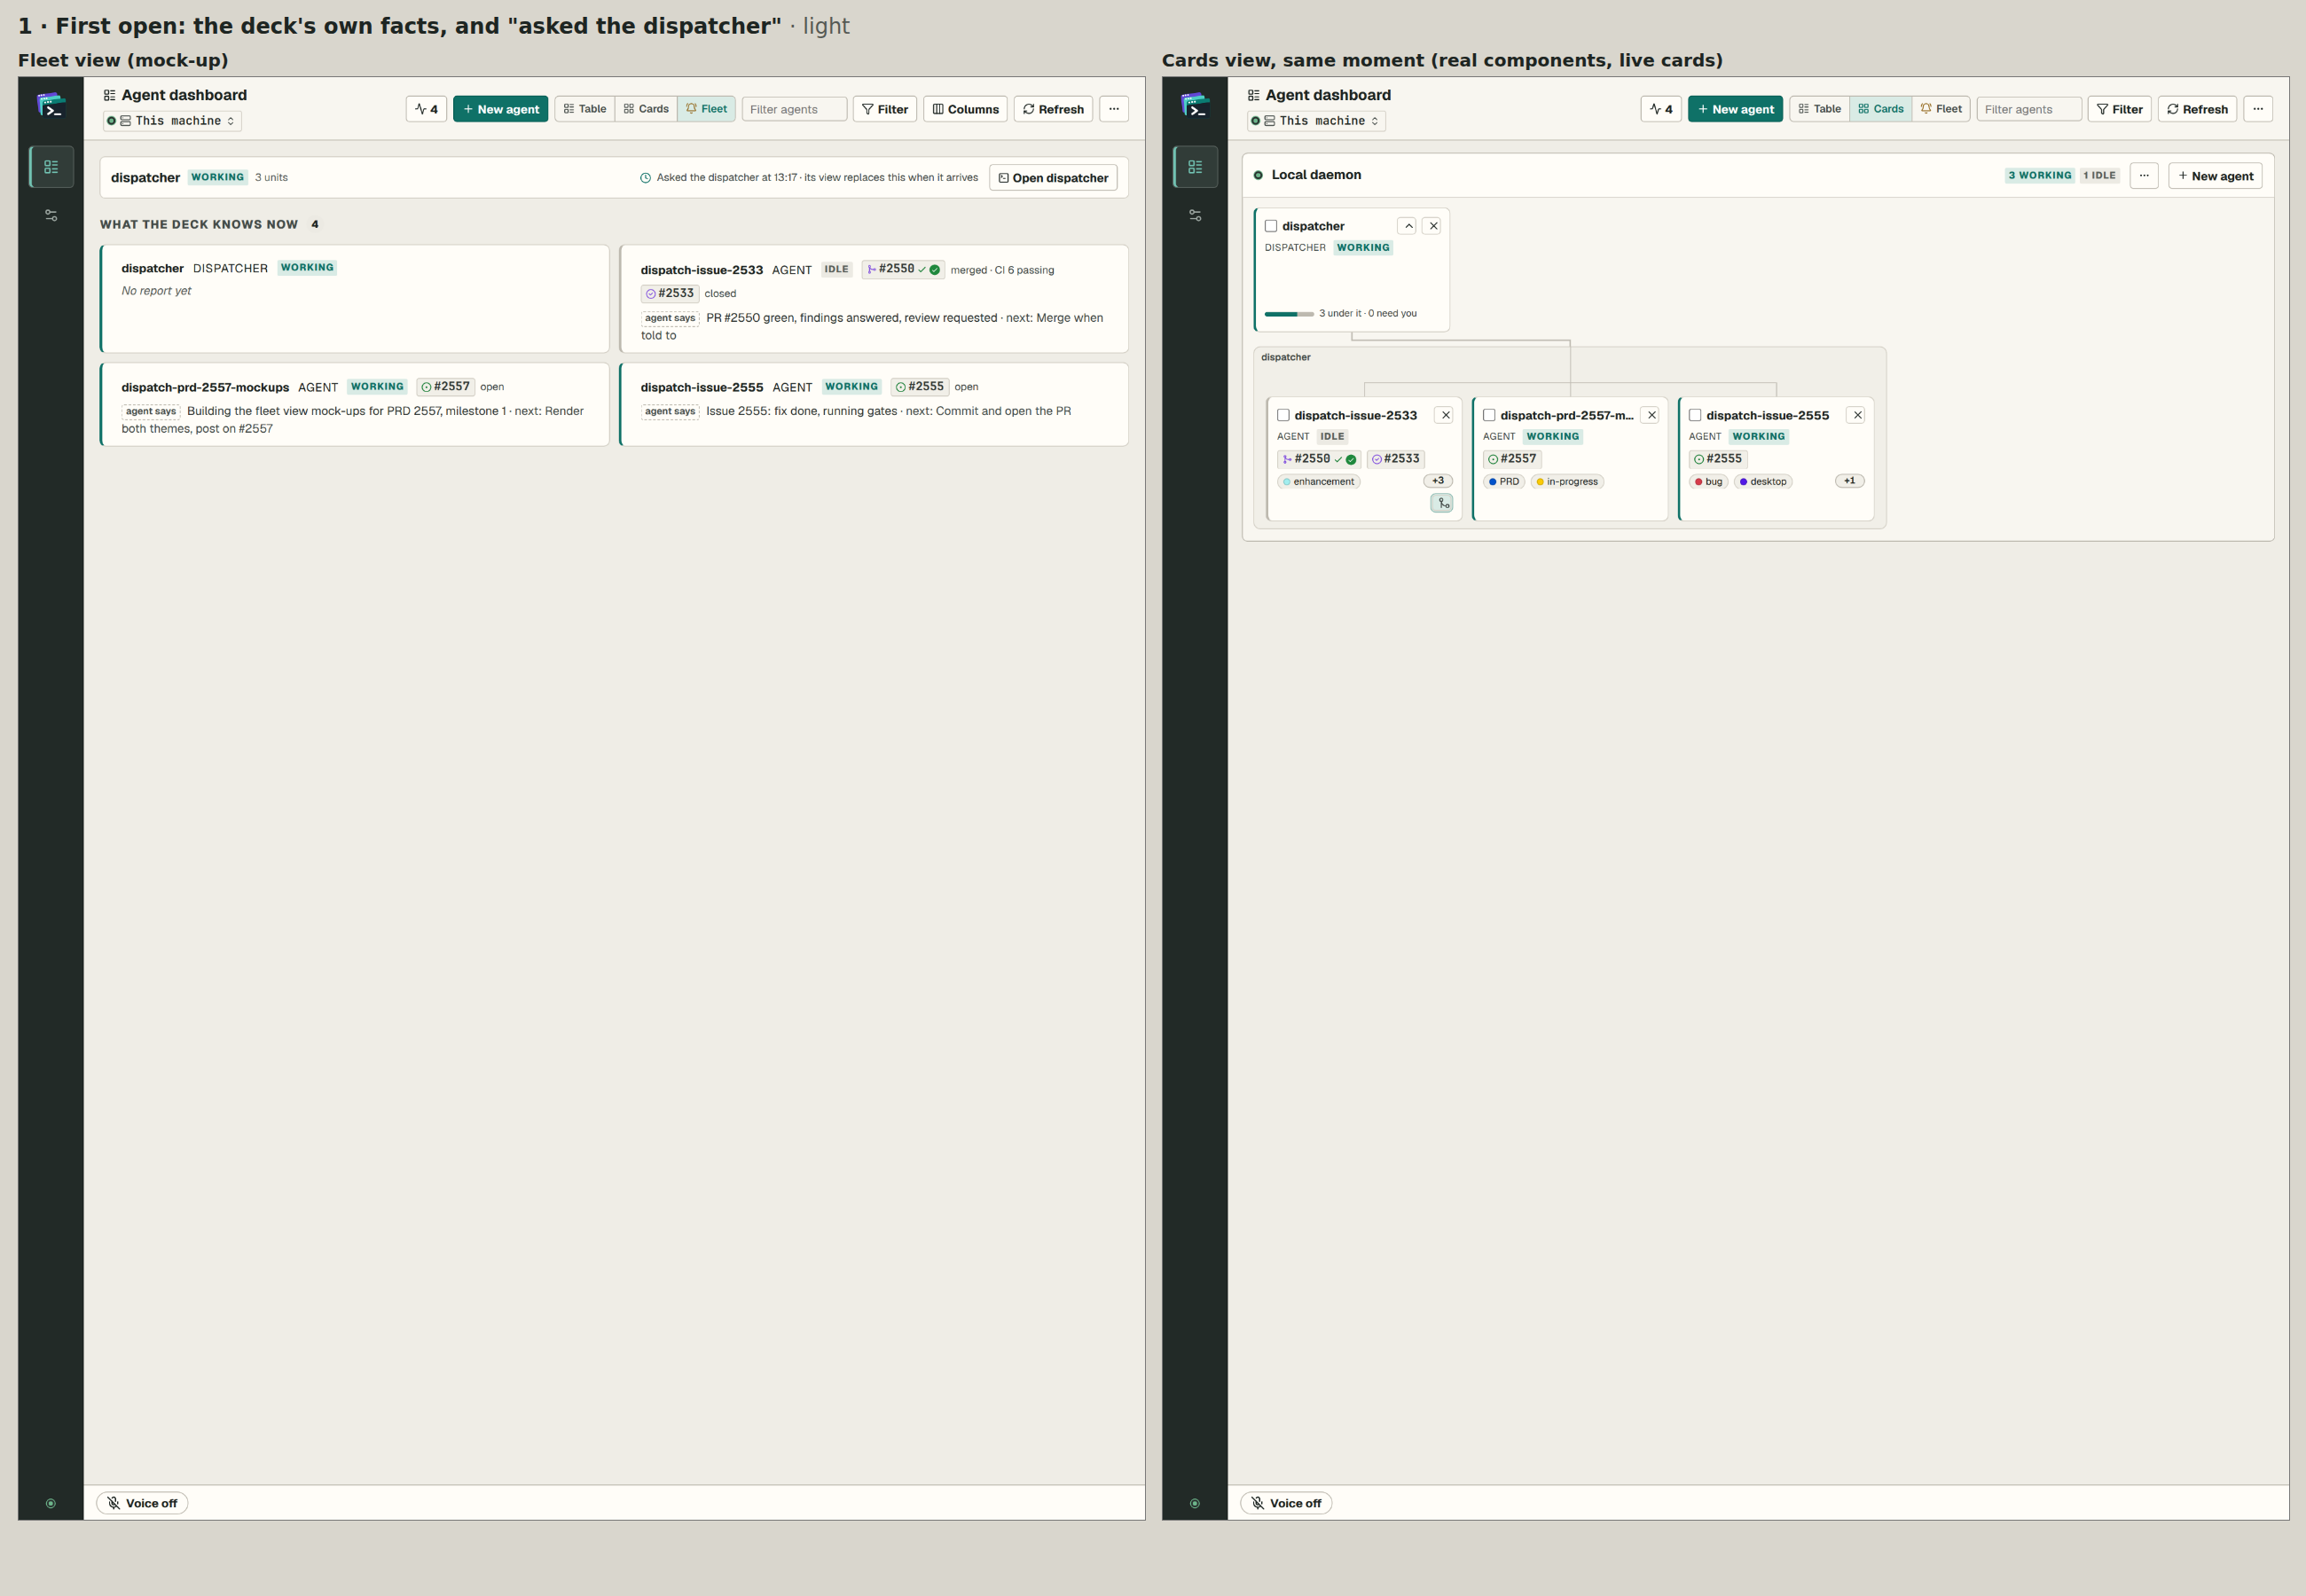 1 · First open: the deck's own facts, and "asked the dispatcher" · light
Fleet view (mock-up)
Agent dashboard
This machine
4
+ New agent
Table
Cards
Fleet
Filter agents
Filter
Columns
Refresh
...
dispatcher WORKING 3 units
Asked the dispatcher at 13:17 · its view replaces this when it arrives
Open dispatcher
WHAT THE DECK KNOWS NOW 4
dispatcher DISPATCHER WORKING
No report yet
dispatch-issue-2533 AGENT IDLE #2550 merged · CI 6 passing
#2533 closed
agent says PR #2550 green, findings answered, review requested · next: Merge when
told to
dispatch-prd-2557-mockups AGENT WORKING #2557 open
agent says Building the fleet view mock-ups for PRD 2557, milestone 1 · next: Render
both themes, post on #2557
dispatch-issue-2555 AGENT WORKING #2555 open
agent says Issue 2555: fix done, running gates · next: Commit and open the PR
Voice off
Cards view, same moment (real components, live cards)
Agent dashboard
This machine
4
+ New agent
Table
Cards
Fleet
Filter agents
Filter
Refresh
...
Local daemon
3 WORKING 1 IDLE
...
+ New agent
dispatcher
DISPATCHER WORKING
3 under it · 0 need you
dispatcher
dispatch-issue-2533
AGENT IDLE
#2550 #2533
enhancement +3
dispatch-prd-2557-m...
AGENT WORKING
#2557
PRD in-progress
dispatch-issue-2555
AGENT WORKING
#2555
bug desktop +1
Voice off